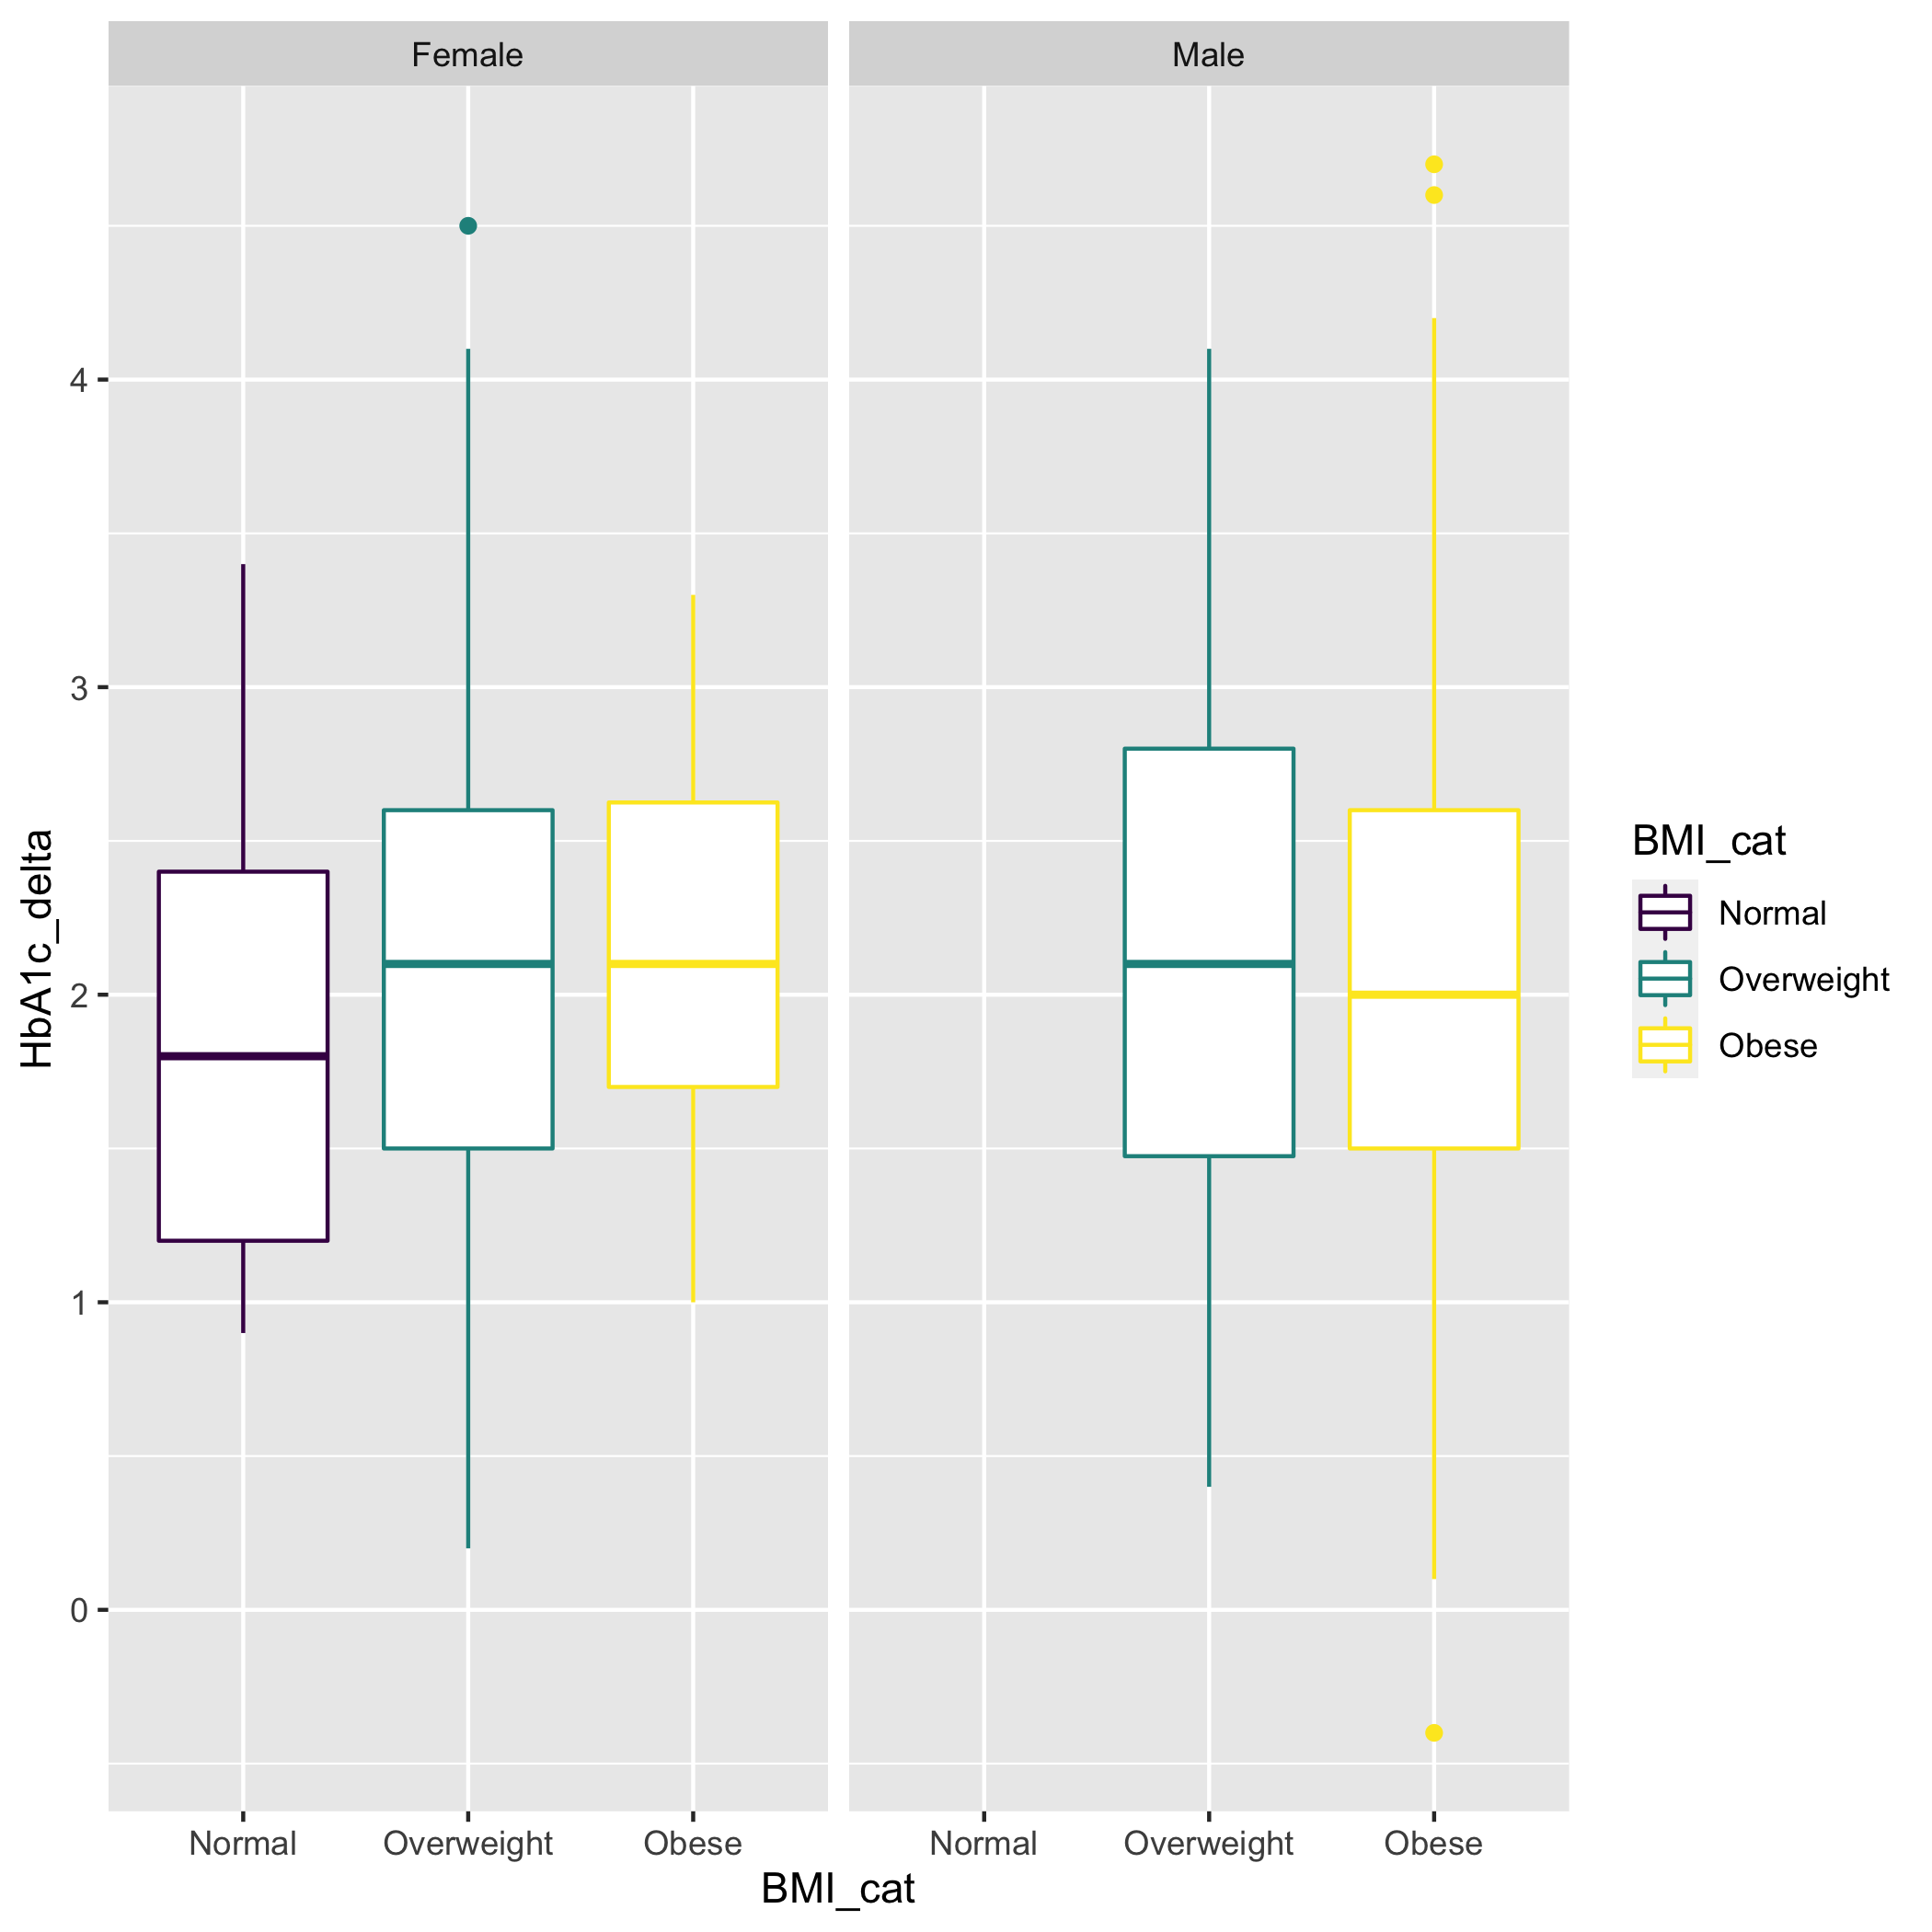 Female
Male
HbA1c_delta
4
3
2
1
0
Normal Overweight Obese
Normal Overweight Obese
BMI_cat
BMI_cat
Normal
Overweight
Obese